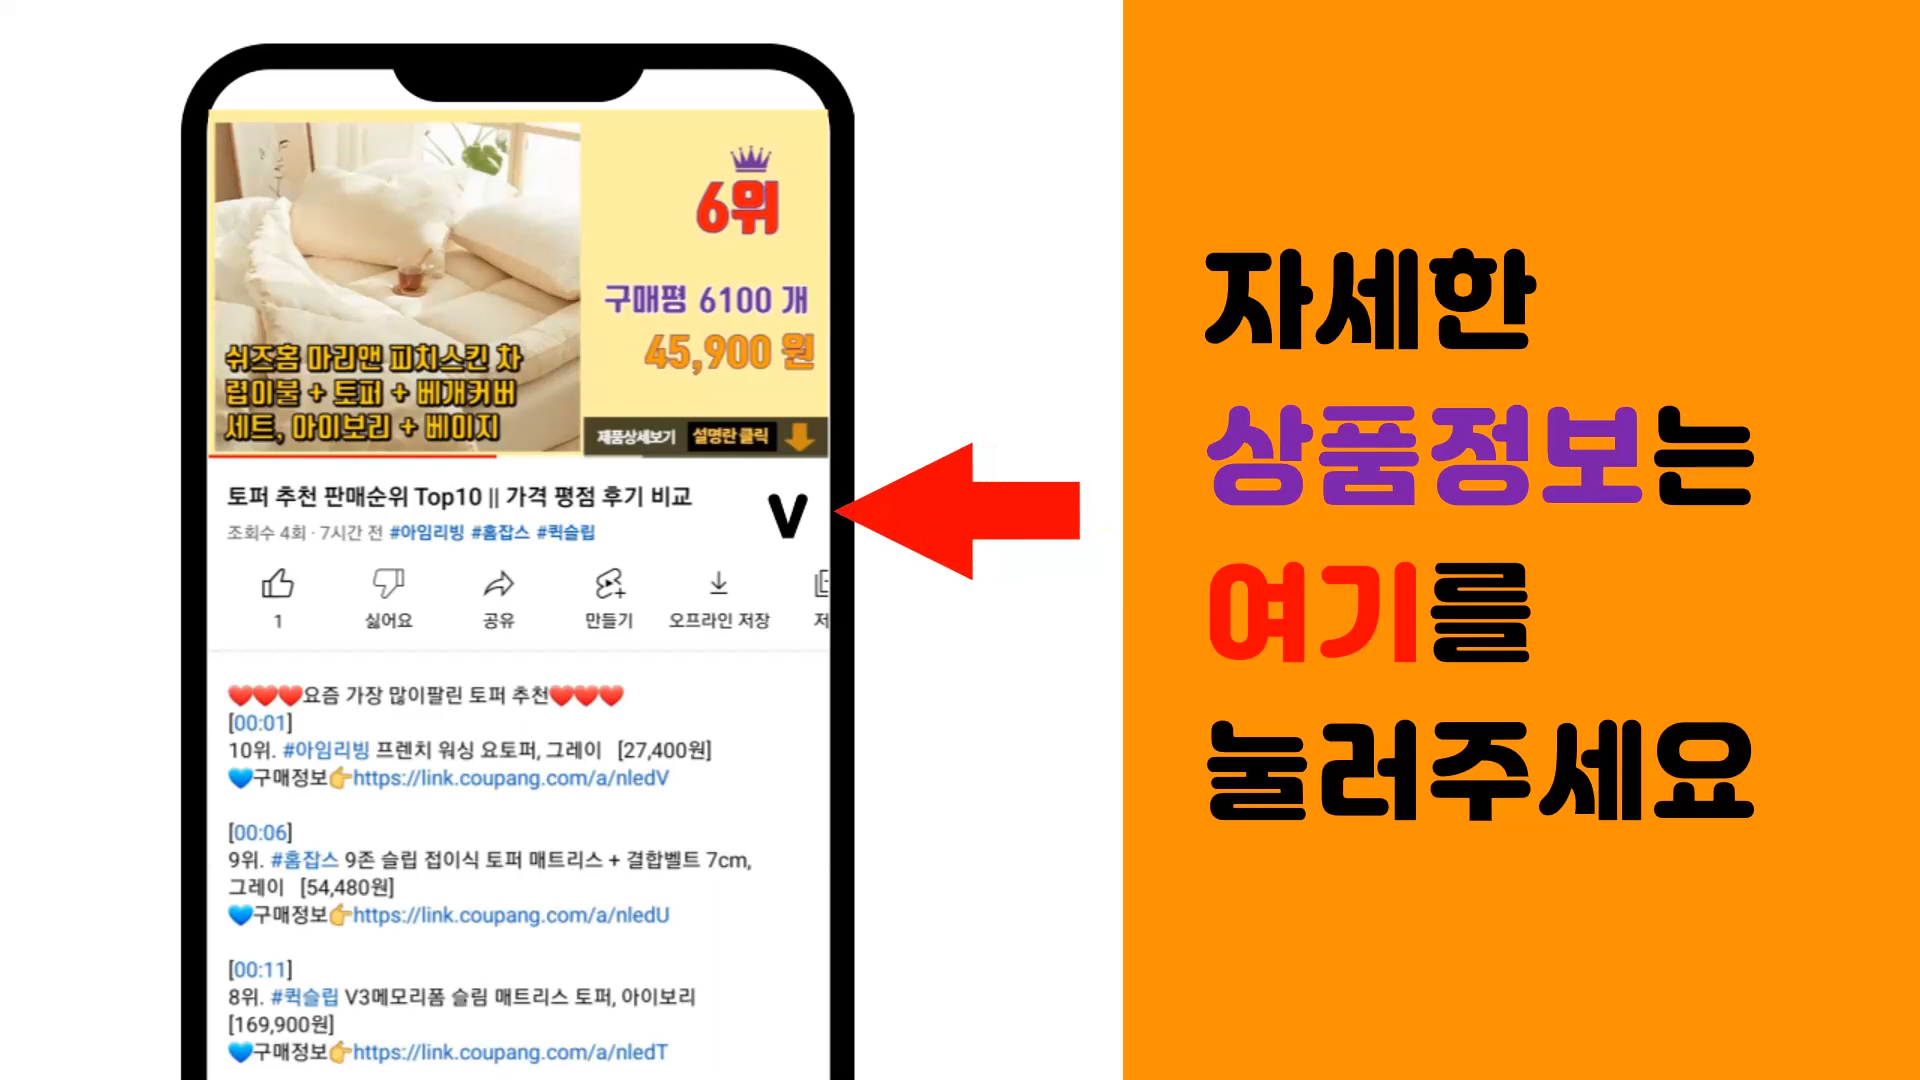 6위
구매평 6100 개
45,900 원
쉬즈홈 마리앤 피치스킨 차
렵이불 + 토퍼 + 베개커버
세트, 아이보리 + 베이지
제품상세보기 설명란 클릭
토퍼 추천 판매순위 Top10 || 가격 평점 후기 비교
V
조회수 4회 · 7시간 전 #아임리빙 #홈잡스 #퀵슬립
1 싫어요 공유 만들기 오프라인 저장 저
❤️❤️❤️요즘 가장 많이팔린 토퍼 추천❤️❤️❤️
[00:01]
10위. #아임리빙 프렌치 워싱 요토퍼, 그레이 [27,400원]
💙구매정보👉https://link.coupang.com/a/nledV
[00:06]
9위. #홈잡스 9존 슬립 접이식 토퍼 매트리스 + 결합벨트 7cm,
그레이 [54,480원]
💙구매정보👉https://link.coupang.com/a/nledU
[00:11]
8위. #퀵슬립 V3메모리폼 슬림 매트리스 토퍼, 아이보리
[169,900원]
💙구매정보👉https://link.coupang.com/a/nledT
자세한
상품정보는
여기를
눌러주세요